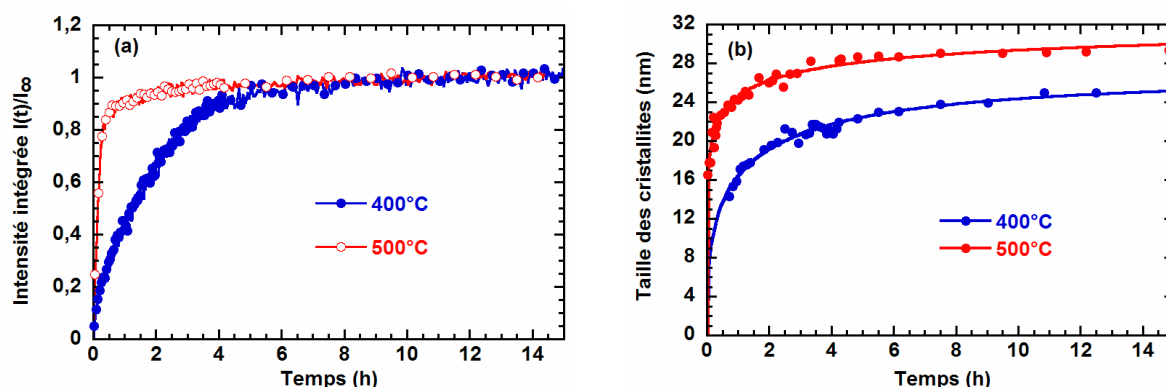 Intensité intégrée I(t)/I∞
1,2
1
0,8
0,6
0,4
0,2
0
(a)
400°C
500°C
0 2 4 6 8 10 12 14
Temps (h)
Taille des cristallites (nm)
32
28
24
20
16
12
8
4
0
(b)
400°C
500°C
0 2 4 6 8 10 12 14
Temps (h)